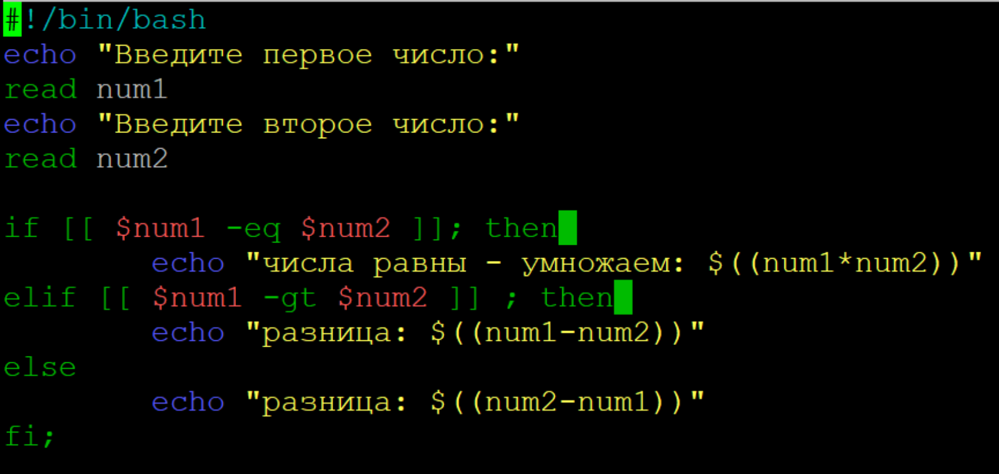 #!/bin/bash
echo "Введите первое число:"
read num1
echo "Введите второе число:"
read num2
if [[ $num1 -eq $num2 ]]; then
echo "числа равны - умножаем: $((num1*num2))"
elif [[ $num1 -gt $num2 ]] ; then
echo "разница: $((num1-num2))"
else
echo "разница: $((num2-num1))"
fi;